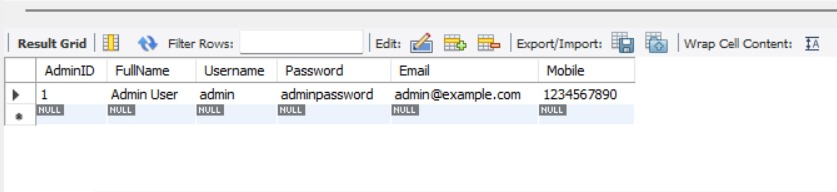 Result Grid Filter Rows: Edit: Export/Import: Wrap Cell Content: IA
AdminID FullName Username Password Email Mobile
1 Admin User admin adminpassword admin@example.com 1234567890
NULL NULL NULL NULL NULL NULL